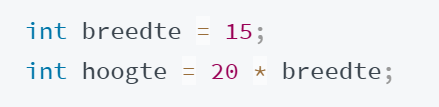 int breedte = 15;
int hoogte = 20 * breedte;